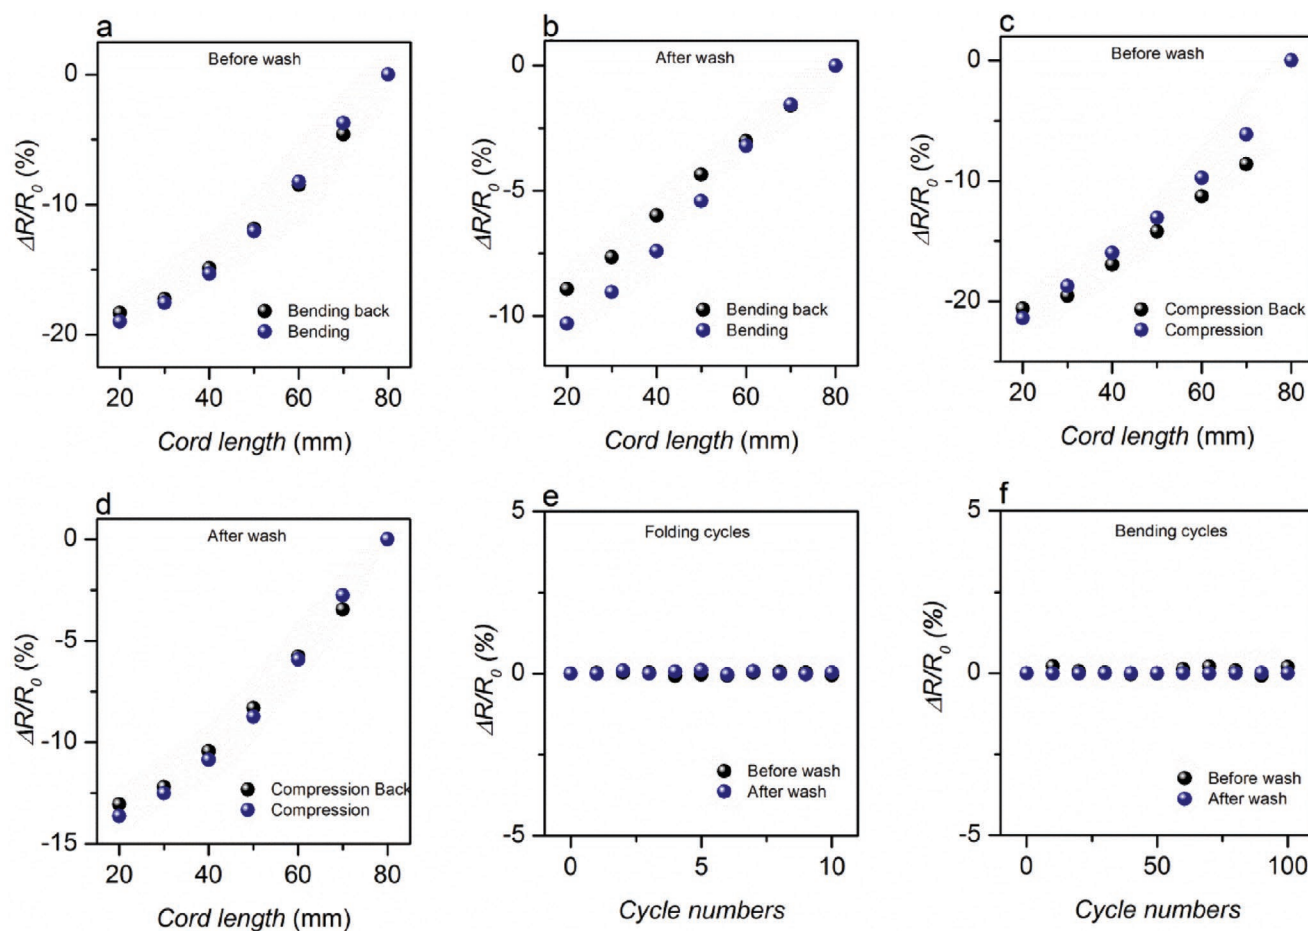 a
Before wash
0
-10
-20
ΔR/R0 (%)
Bending back
Bending
20 40 60 80
Cord length (mm)
b
After wash
0
-5
-10
ΔR/R0 (%)
Bending back
Bending
20 40 60 80
Cord length (mm)
c
Before wash
0
-10
-20
ΔR/R0 (%)
Compression Back
Compression
20 40 60 80
Cord length (mm)
d
After wash
0
-5
-10
-15
ΔR/R0 (%)
Compression Back
Compression
20 40 60 80
Cord length (mm)
e
Folding cycles
5
0
-5
ΔR/R0 (%)
Before wash
After wash
0 5 10
Cycle numbers
f
Bending cycles
5
0
-5
ΔR/R0 (%)
Before wash
After wash
0 50 100
Cycle numbers